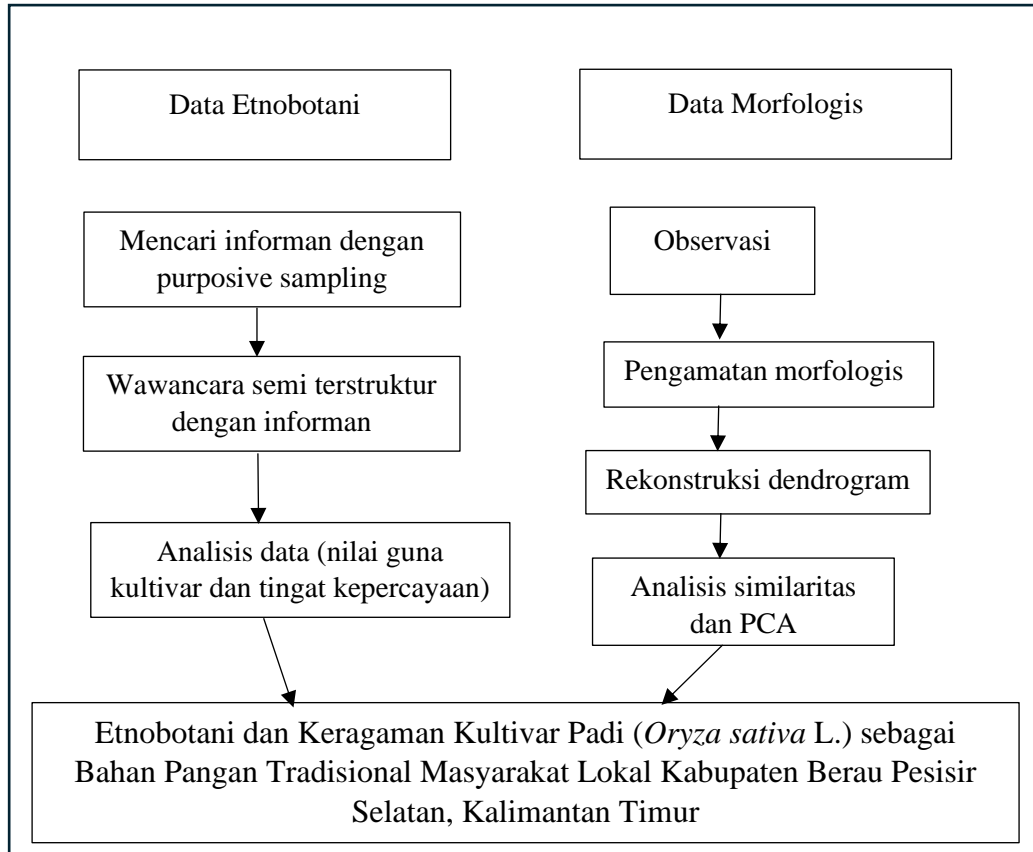 Data Etnobotani
Mencari informan dengan
purposive sampling
Wawancara semi terstruktur
dengan informan
Analisis data (nilai guna
kultivar dan tingat kepercayaan)
Data Morfologis
Observasi
Pengamatan morfologis
Rekonstruksi dendrogram
Analisis similaritas
dan PCA
Etnobotani dan Keragaman Kultivar Padi (Oryza sativa L.) sebagai
Bahan Pangan Tradisional Masyarakat Lokal Kabupaten Berau Pesisir
Selatan, Kalimantan Timur